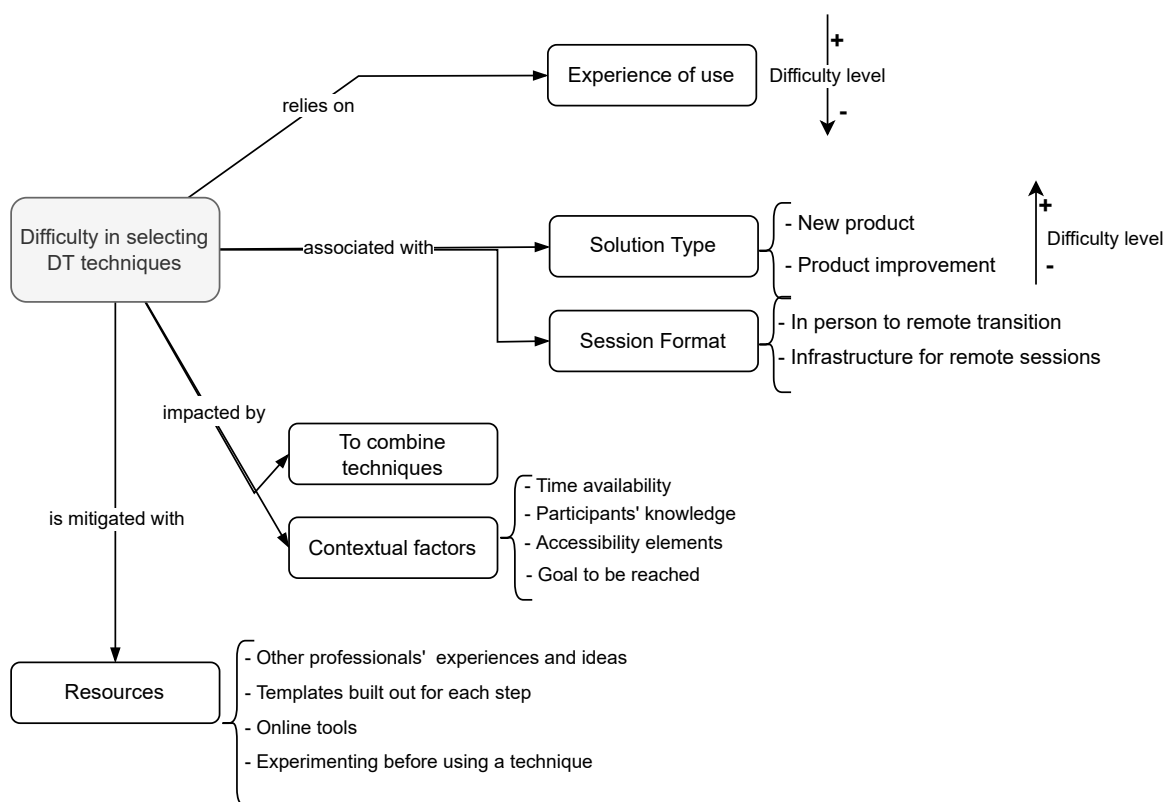 +
Experience of use
Difficulty level
-
relies on
Difficulty in selecting
DT techniques
associated with
Solution Type
- New product
- Product improvement
+
Difficulty level
-
Session Format
- In person to remote transition
- Infrastructure for remote sessions
impacted by
To combine
techniques
Contextual factors
- Time availability
- Participants' knowledge
- Accessibility elements
- Goal to be reached
is mitigated with
Resources
- Other professionals' experiences and ideas
- Templates built out for each step
- Online tools
- Experimenting before using a technique